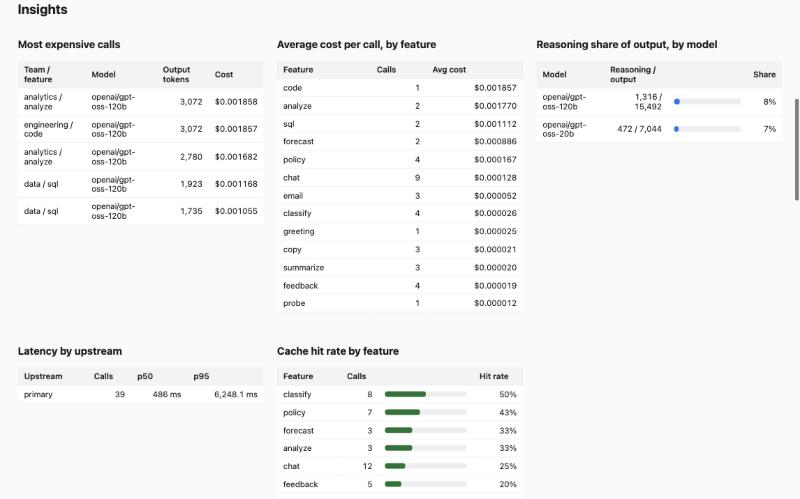 Insights
Most expensive calls
Team / feature Model Output tokens Cost
analytics / analyze openai/gpt-oss-120b 3,072 $0.001858
engineering / code openai/gpt-oss-120b 3,072 $0.001857
analytics / analyze openai/gpt-oss-120b 2,780 $0.001682
data / sql openai/gpt-oss-120b 1,923 $0.001168
data / sql openai/gpt-oss-120b 1,735 $0.001055
Average cost per call, by feature
Feature Calls Avg cost
code 1 $0.001857
analyze 2 $0.001770
sql 2 $0.001112
forecast 2 $0.000886
policy 4 $0.000167
chat 9 $0.000128
email 3 $0.000052
classify 4 $0.000026
greeting 1 $0.000025
copy 3 $0.000021
summarize 3 $0.000020
feedback 4 $0.000019
probe 1 $0.000012
Reasoning share of output, by model
Model Reasoning / output Share
openai/gpt-oss-120b 1,316 / 15,492 8%
openai/gpt-oss-20b 472 / 7,044 7%
Latency by upstream
Upstream Calls p50 p95
primary 39 486 ms 6,248.1 ms
Cache hit rate by feature
Feature Calls Hit rate
classify 8 50%
policy 7 43%
forecast 3 33%
analyze 3 33%
chat 12 25%
feedback 5 20%